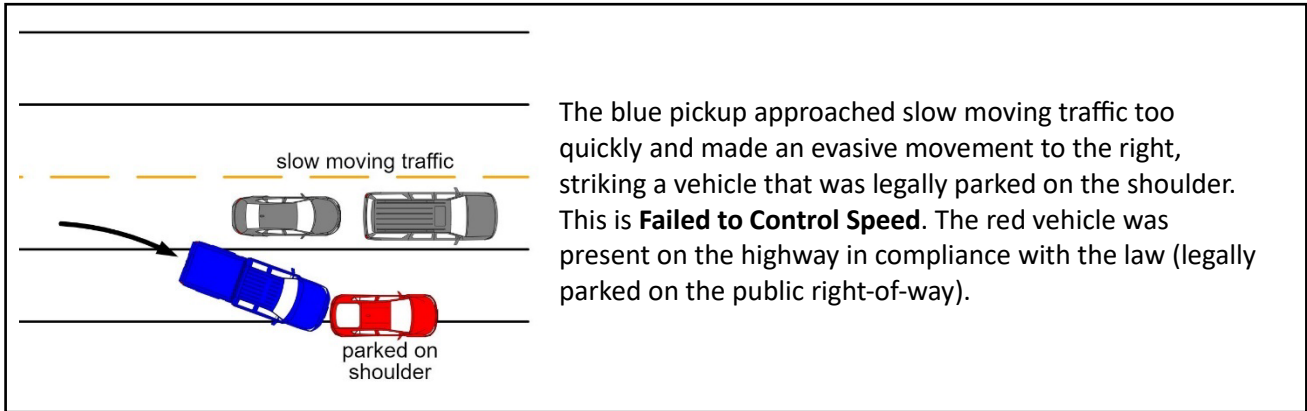 slow moving traffic
parked on
shoulder
The blue pickup approached slow moving traffic too
quickly and made an evasive movement to the right,
striking a vehicle that was legally parked on the shoulder.
This is Failed to Control Speed. The red vehicle was
present on the highway in compliance with the law (legally
parked on the public right-of-way).